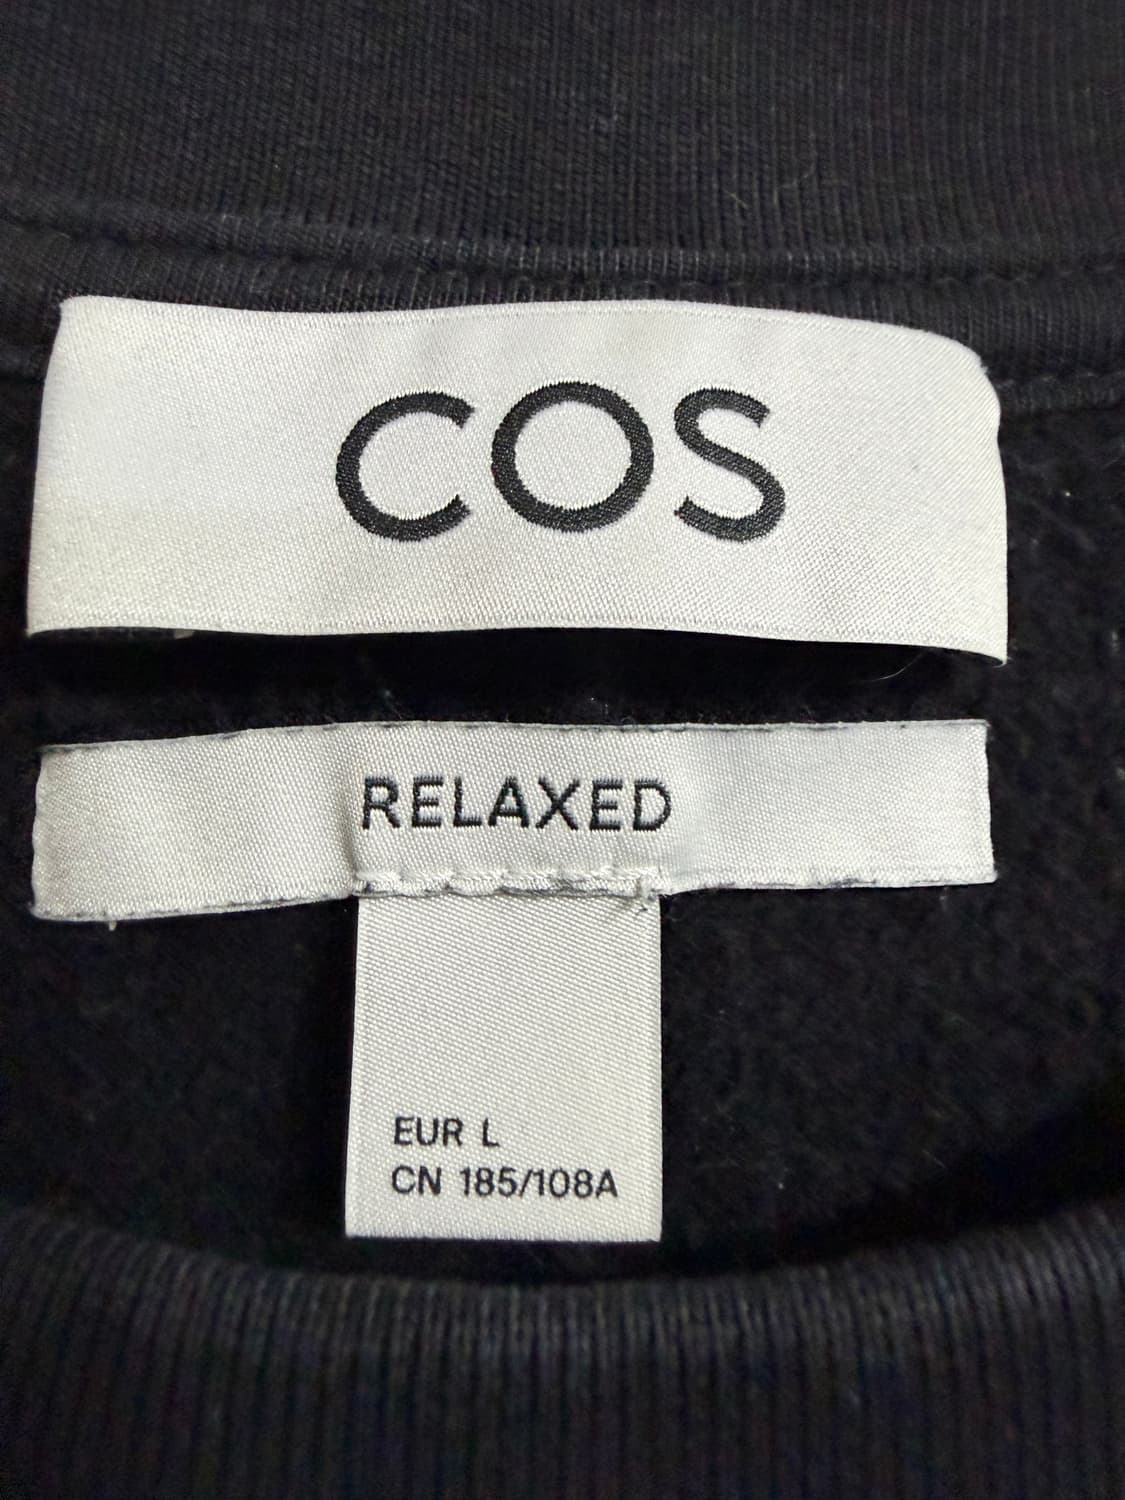 COS
RELAXED
EUR L
CN 185/108A